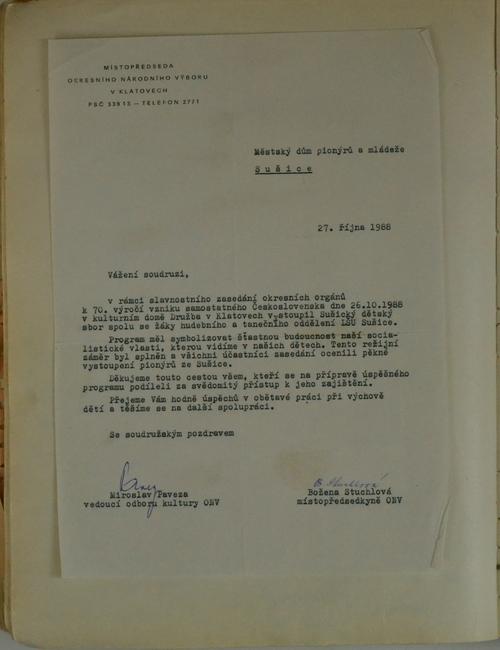 MÍSTOPŘEDSEDA
OKRESNÍHO NÁRODNÍHO VÝBORU
V KLATOVECH
PSČ 339 15 — TELEFON 2771
Městský dům pionýrů a mládeže
Sušice
27. října 1988
Vážení soudruzi,
v rámci slavnostního zasedání okresních orgánů
k 70. výročí vzniku samostatného Československa dne 26.10.1988
v kulturním domě Družba v Klatovech vystoupil Sušický dětský
sbor spolu se žáky hudebního a tanečního oddělení LŠU Sušice.
Program měl symbolizovat šťastnou budoucnost naší socia-
listické vlasti, kterou vidíme v našich dětech. Tento režijní
záměr byl splněn a všichni účastníci zasedání ocenili pěkné
vystoupení pionýrů ze Sušice.
Děkujeme touto cestou všem, kteří se na přípravě úspěšného
programu podíleli za svědomitý přístup k jeho zajištění.
Přejeme Vám hodně úspěchů v obětavé práci při výchově
dětí a těšíme se na další spolupráci.
Se soudružským pozdravem
Miroslav Paveza
vedoucí odboru kultury ONV
B. Stuchlová
Božena Stuchlová
místopředsedkyně ONV